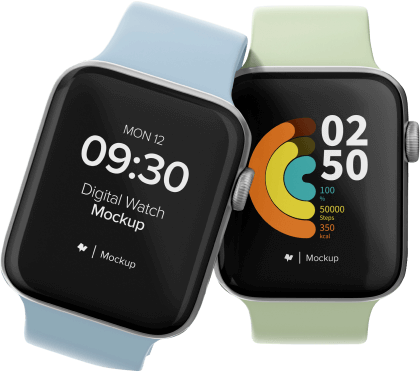 MON 12
09:30
Digital Watch
Mockup
Mockup
02
50
100
%
50000
Steps
350
kcal
Mockup